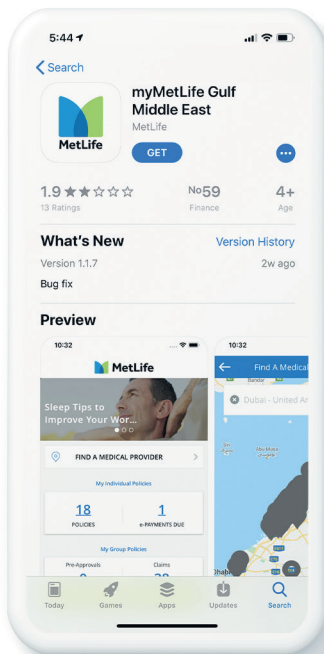 5:44
Search
myMetLife Gulf
Middle East
MetLife
MetLife
GET
1.9
No59
4+
13 Ratings
Finance
Age
What's New
Version History
Version 1.1.7
2w ago
Bug fix
Preview
10:32
MetLife
Sleep Tips to
Improve Your Wor...
FIND A MEDICAL PROVIDER
My Individual Policies
18
1
POLICIES
e-PAYMENTS DUE
My Group Policies
Pre-Approvals
Claims
10:32
Find A Medical
Dubai - United Ar
Abu Musa
Today
Games
Apps
Updates
Search